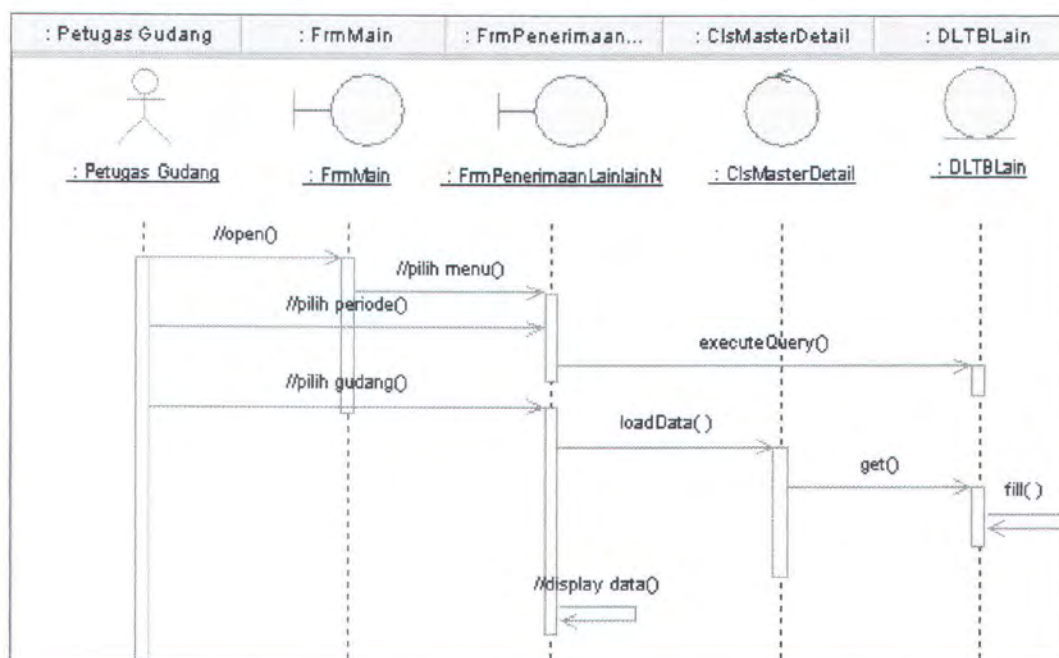 : Petugas Gudang
: FrmMain
: FrmPenerimaan...
: ClsMasterDetail
: DLTBLain
: Petugas Gudang
: FrmMain
: FrmPenerimaanLainlainN
: ClsMasterDetail
: DLTBLain
//open()
//pilih menu()
//pilih periode()
executeQuery()
//pilih gudang()
loadData( )
get()
fill( )
//display data()